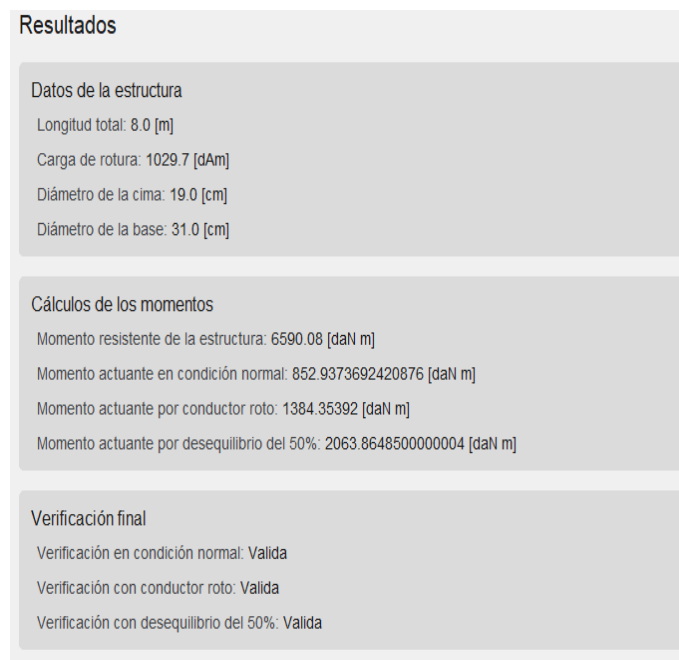 Resultados
Datos de la estructura
Longitud total: 8.0 [m]
Carga de rotura: 1029.7 [dAm]
Diámetro de la cima: 19.0 [cm]
Diámetro de la base: 31.0 [cm]
Cálculos de los momentos
Momento resistente de la estructura: 6590.08 [daN m]
Momento actuante en condición normal: 852.9373692420876 [daN m]
Momento actuante por conductor roto: 1384.35392 [daN m]
Momento actuante por desequilibrio del 50%: 2063.8648500000004 [daN m]
Verificación final
Verificación en condición normal: Valida
Verificación con conductor roto: Valida
Verificación con desequilibrio del 50%: Valida